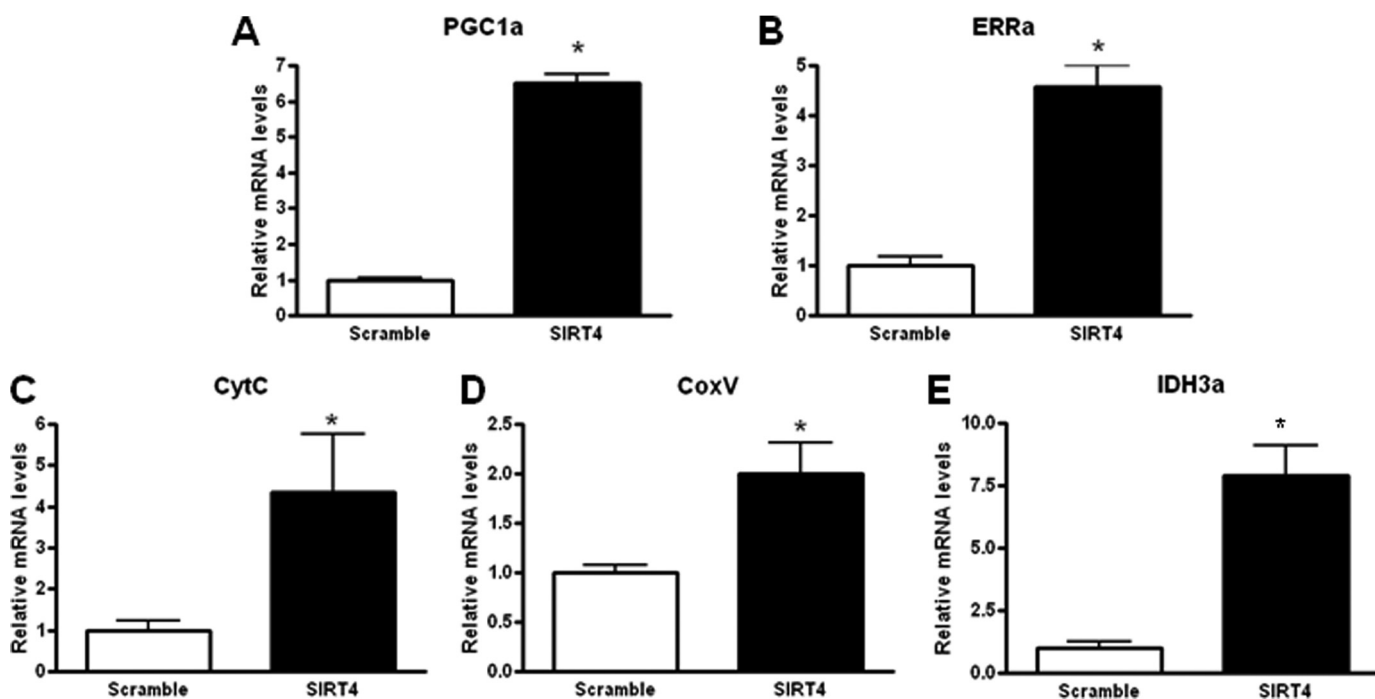 A PGC1a
*
Relative mRNA levels
7
6
5
4
3
2
1
0
Scramble SIRT4
B ERRa
*
Relative mRNA levels
5
4
3
2
1
0
Scramble SIRT4
C CytC
*
Relative mRNA levels
6
5
4
3
2
1
0
Scramble SIRT4
D CoxV
*
Relative mRNA levels
2.5
2.0
1.5
1.0
0.5
0.0
Scramble SIRT4
E IDH3a
*
Relative mRNA levels
10.0
7.5
5.0
2.5
0.0
Scramble SIRT4